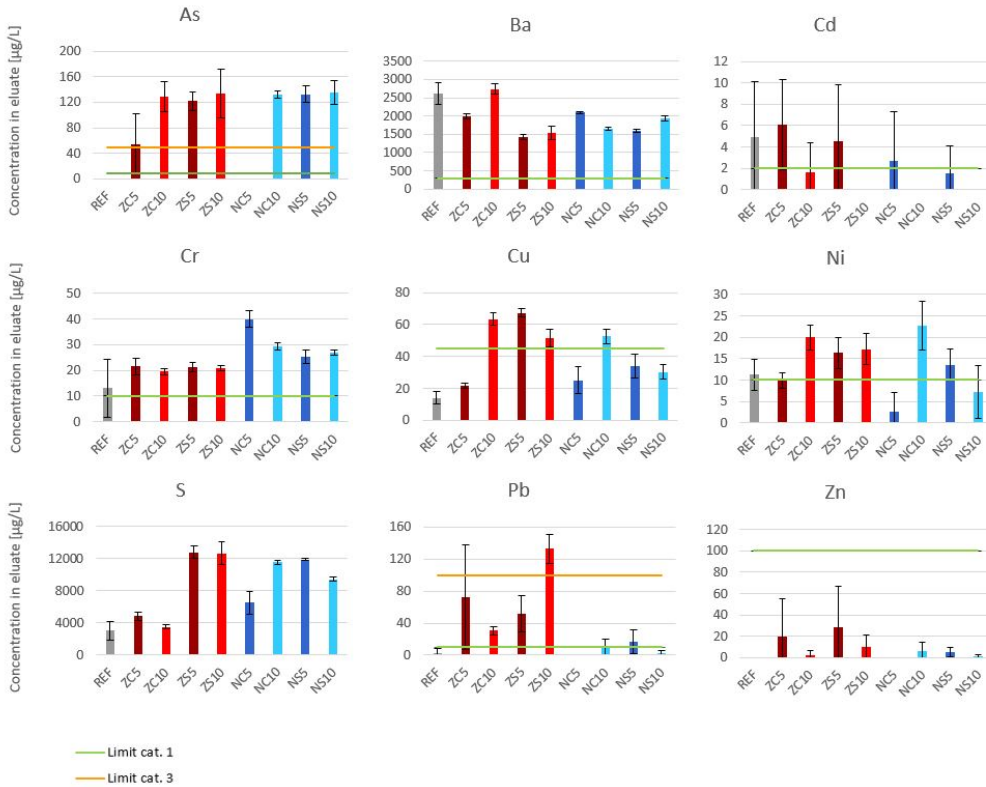 As
Concentration in eluate [µg/L]
200
160
120
80
40
0
REF ZC5 ZC10 ZS5 ZS10 NC5 NC10 NS5 NS10
Ba
3500
3000
2500
2000
1500
1000
500
0
REF ZC5 ZC10 ZS5 ZS10 NC5 NC10 NS5 NS10
Cd
12
10
8
6
4
2
0
REF ZC5 ZC10 ZS5 ZS10 NC5 NC10 NS5 NS10
Cr
Concentration in eluate [µg/L]
50
40
30
20
10
0
REF ZC5 ZC10 ZS5 ZS10 NC5 NC10 NS5 NS10
Cu
80
60
40
20
0
REF ZC5 ZC10 ZS5 ZS10 NC5 NC10 NS5 NS10
Ni
30
25
20
15
10
5
0
REF ZC5 ZC10 ZS5 ZS10 NC5 NC10 NS5 NS10
S
Concentration in eluate [µg/L]
16000
12000
8000
4000
0
REF ZC5 ZC10 ZS5 ZS10 NC5 NC10 NS5 NS10
Pb
160
120
80
40
0
REF ZC5 ZC10 ZS5 ZS10 NC5 NC10 NS5 NS10
Zn
120
100
80
60
40
20
0
REF ZC5 ZC10 ZS5 ZS10 NC5 NC10 NS5 NS10
Limit cat. 1
Limit cat. 3